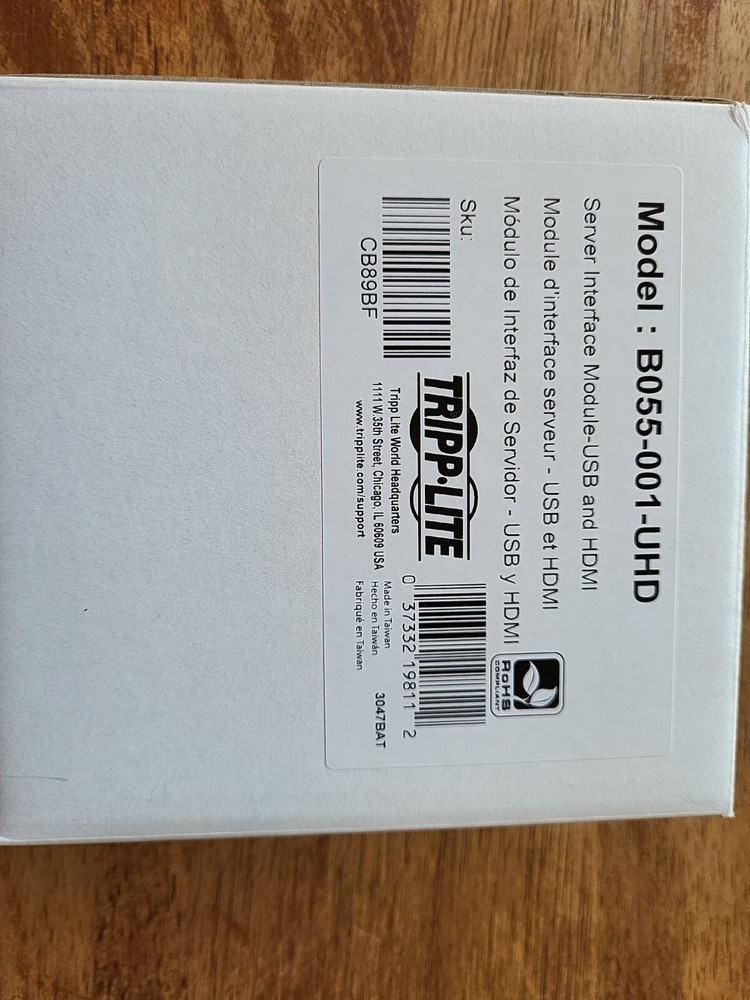 Model : B055-001-UHD
Server Interface Module-USB and HDMI
Module d'interface serveur - USB et HDMI
Módulo de Interfaz de Servidor - USB y HDMI
RoHS
COMPLIANT
Sku:
CB89BF
TRIPP·LITE
Tripp Lite World Headquarters
1111 W.35th Street, Chicago, IL 60609 USA
www.tripplite.com/support
0 37332 19811 2
Made in Taiwan
Hecho en Taiwán
Fabriqué en Taiwan
3047BAT